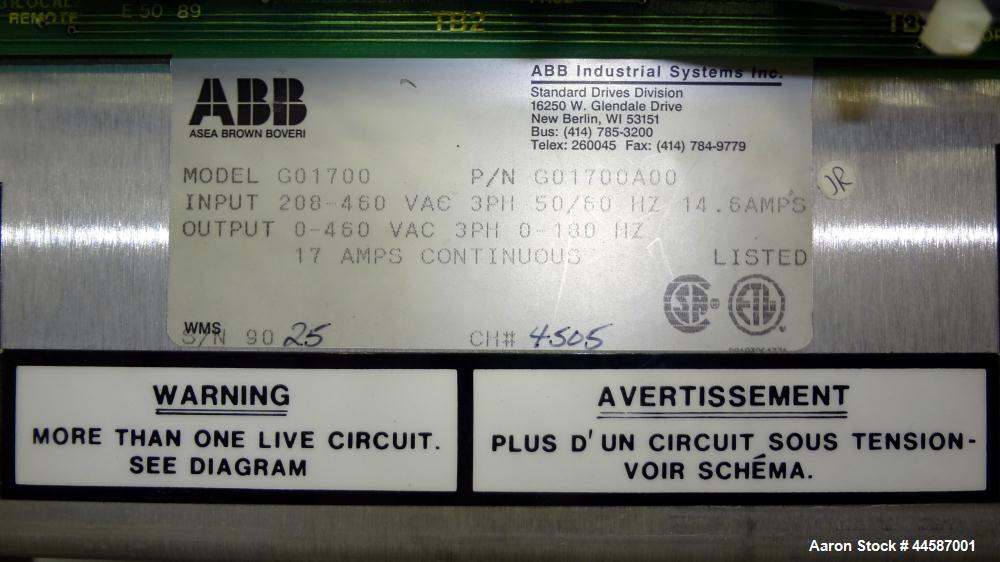 REMOTE
E 50 89
TB2
ABB
ASEA BROWN BOVERI
ABB Industrial Systems Inc.
Standard Drives Division
16250 W. Glendale Drive
New Berlin, WI 53151
Bus: (414) 785-3200
Telex: 260045 Fax: (414) 784-9779
MODEL G01700 P/N G01700A00
INPUT 208-460 VAC 3PH 50/60 HZ 14.6AMPS
OUTPUT 0-460 VAC 3PH 0-180 HZ
17 AMPS CONTINUOUS LISTED
JR
WMS
S/N 90 25 CH# 4505
WARNING
MORE THAN ONE LIVE CIRCUIT.
SEE DIAGRAM
AVERTISSEMENT
PLUS D'UN CIRCUIT SOUS TENSION-
VOIR SCHÉMA.
Aaron Stock # 44587001